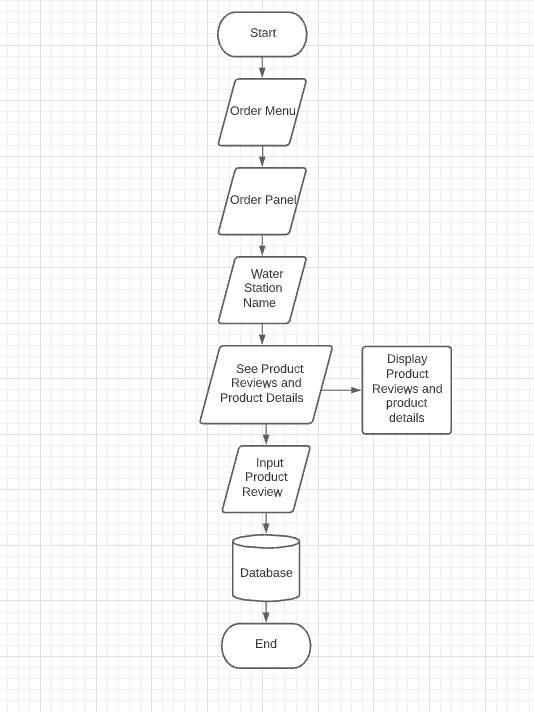 Start
Order Menu
Order Panel
Water
Station
Name
See Product
Reviews and
Product Details
Display
Product
Reviews and
product
details
Input
Product
Review
Database
End